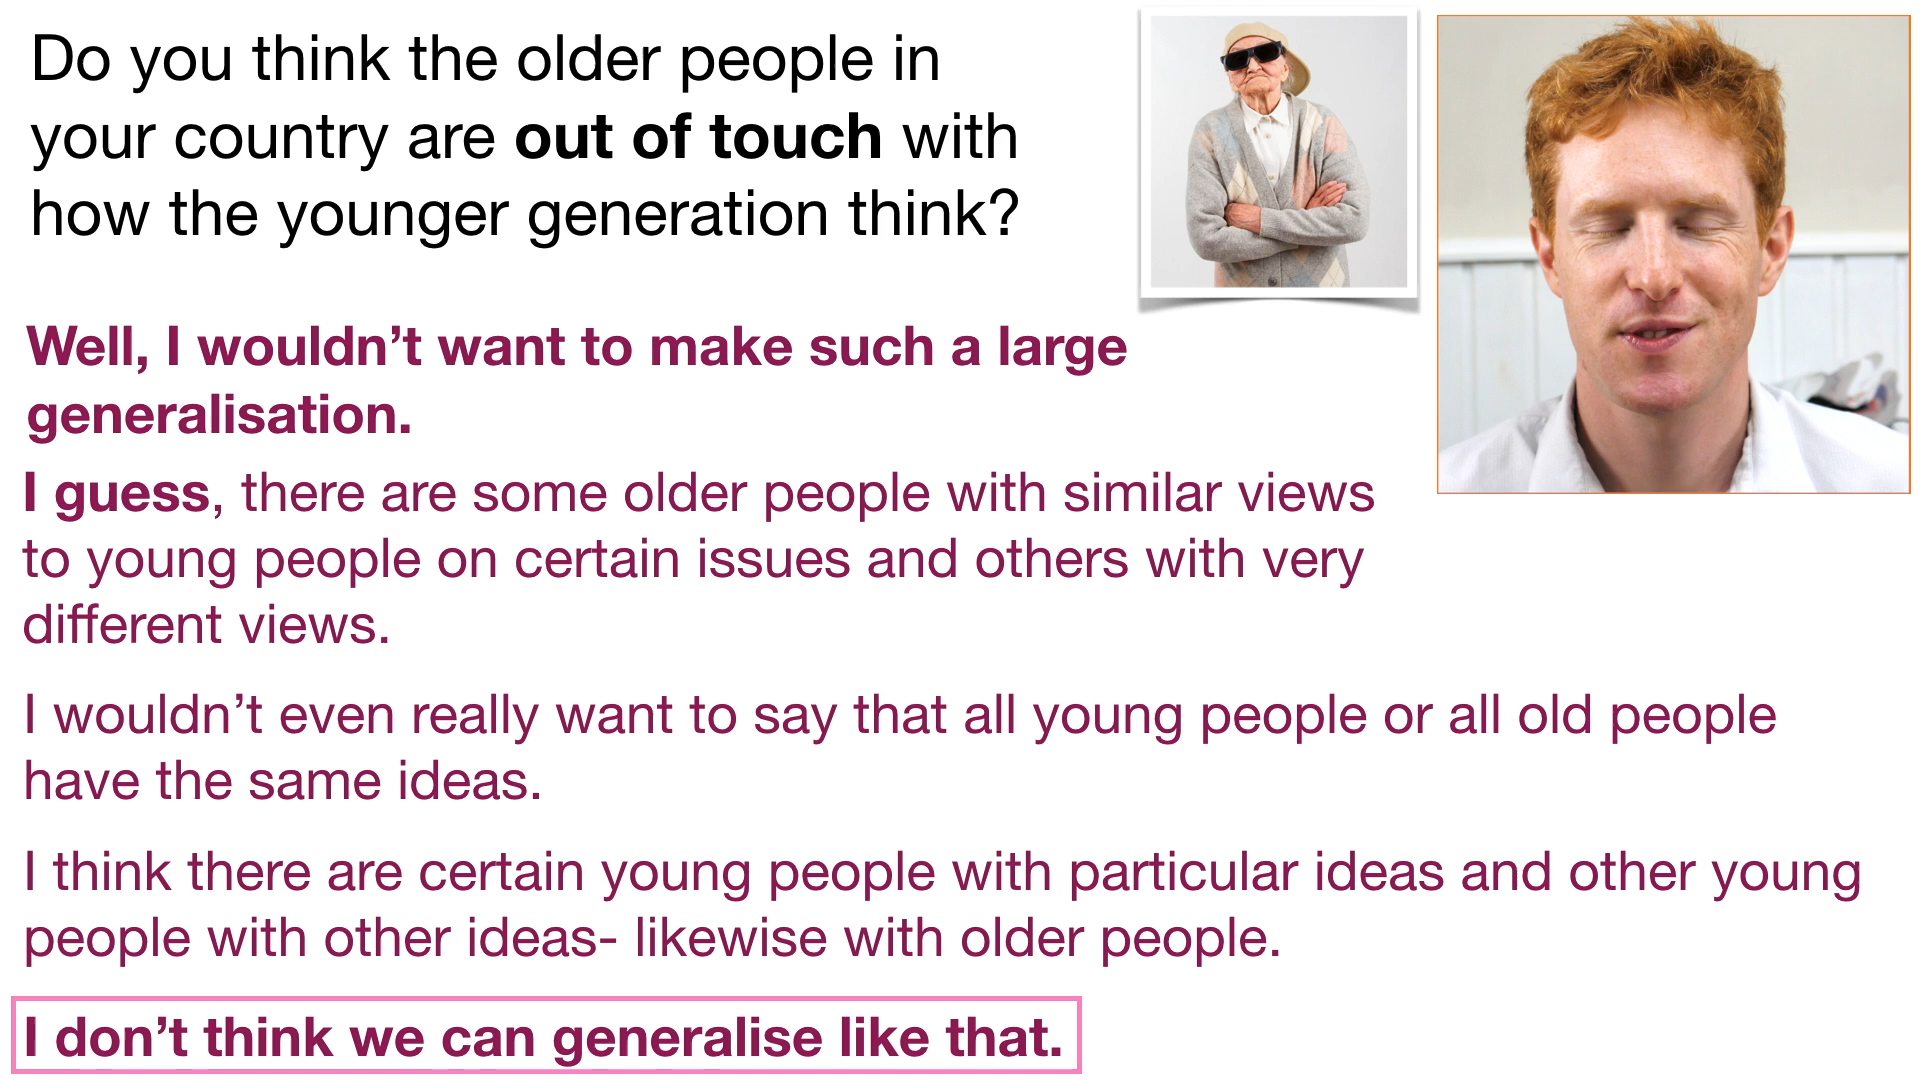 Do you think the older people in
your country are out of touch with
how the younger generation think?
Well, I wouldn’t want to make such a large
generalisation.
I guess, there are some older people with similar views
to young people on certain issues and others with very
different views.
I wouldn’t even really want to say that all young people or all old people
have the same ideas.
I think there are certain young people with particular ideas and other young
people with other ideas- likewise with older people.
I don’t think we can generalise like that.